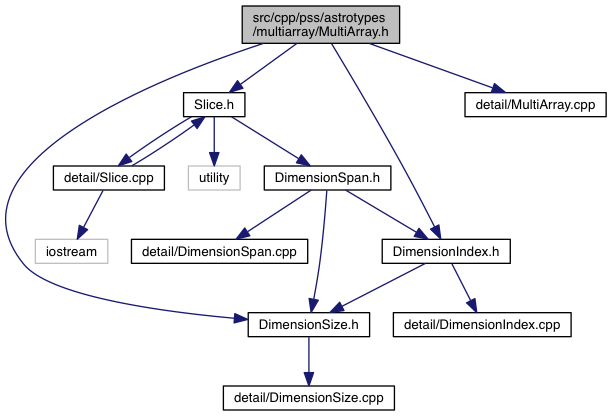 src/cpp/pss/astrotypes
/multiarray/MultiArray.h
Slice.h
detail/MultiArray.cpp
detail/Slice.cpp
utility
DimensionSpan.h
iostream
detail/DimensionSpan.cpp
DimensionIndex.h
DimensionSize.h
detail/DimensionIndex.cpp
detail/DimensionSize.cpp